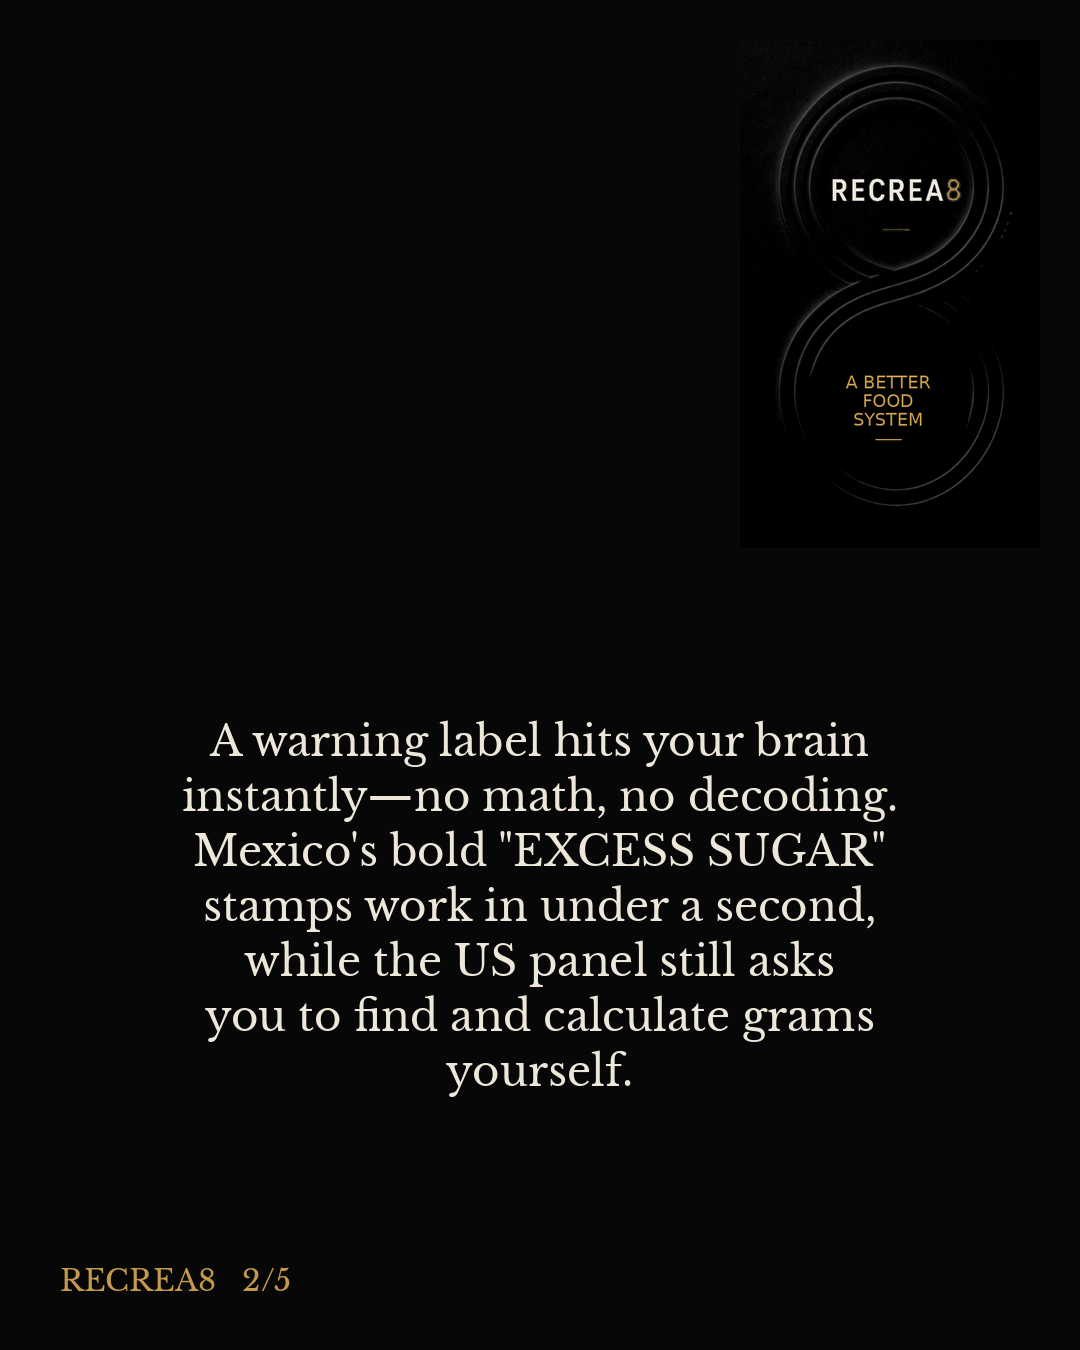 RECREA8
A BETTER
FOOD
SYSTEM
A warning label hits your brain
instantly—no math, no decoding.
Mexico's bold "EXCESS SUGAR"
stamps work in under a second,
while the US panel still asks
you to find and calculate grams
yourself.
RECREA8 2/5